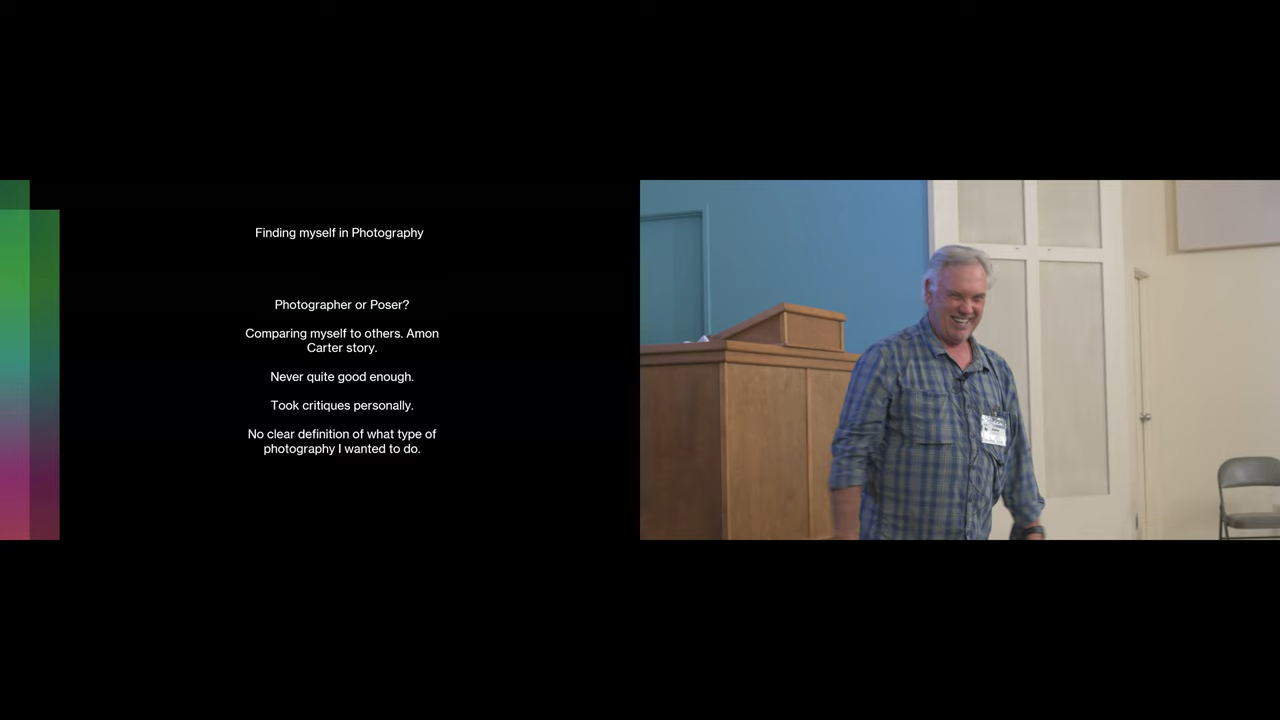 Finding myself in Photography
Photographer or Poser?
Comparing myself to others. Amon
Carter story.
Never quite good enough.
Took critiques personally.
No clear definition of what type of
photography I wanted to do.